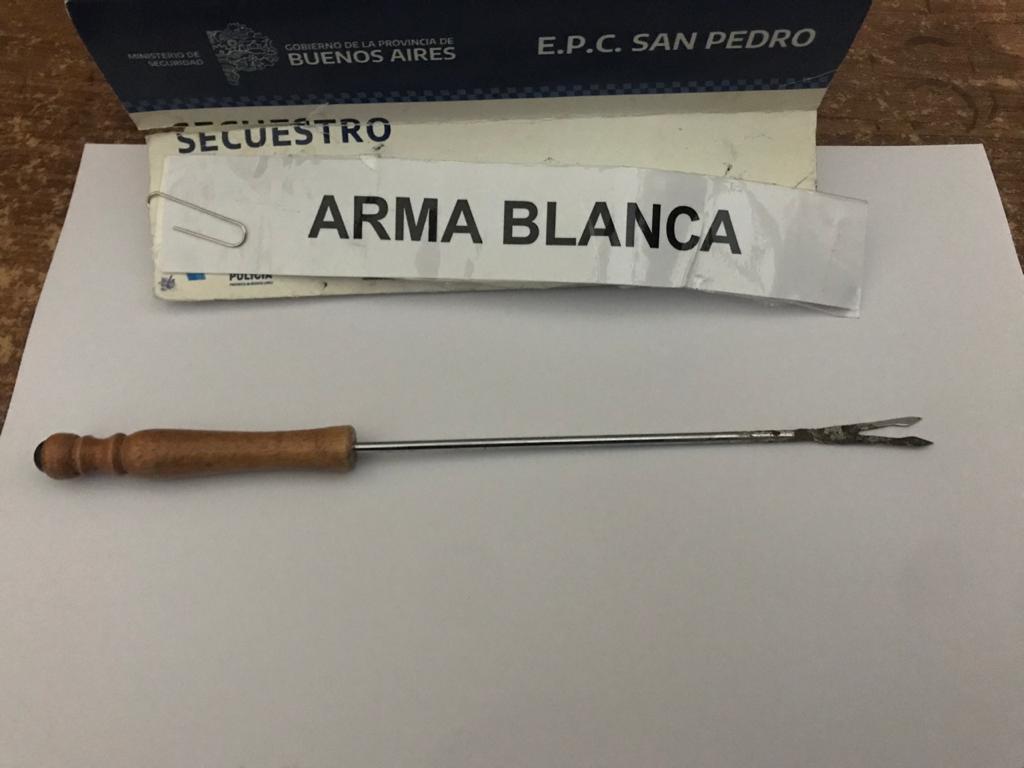 MINISTERIO DE
SEGURIDAD
GOBIERNO DE LA PROVINCIA DE
BUENOS AIRES
E.P.C. SAN PEDRO
SECUESTRO
ARMA BLANCA
POLICIA